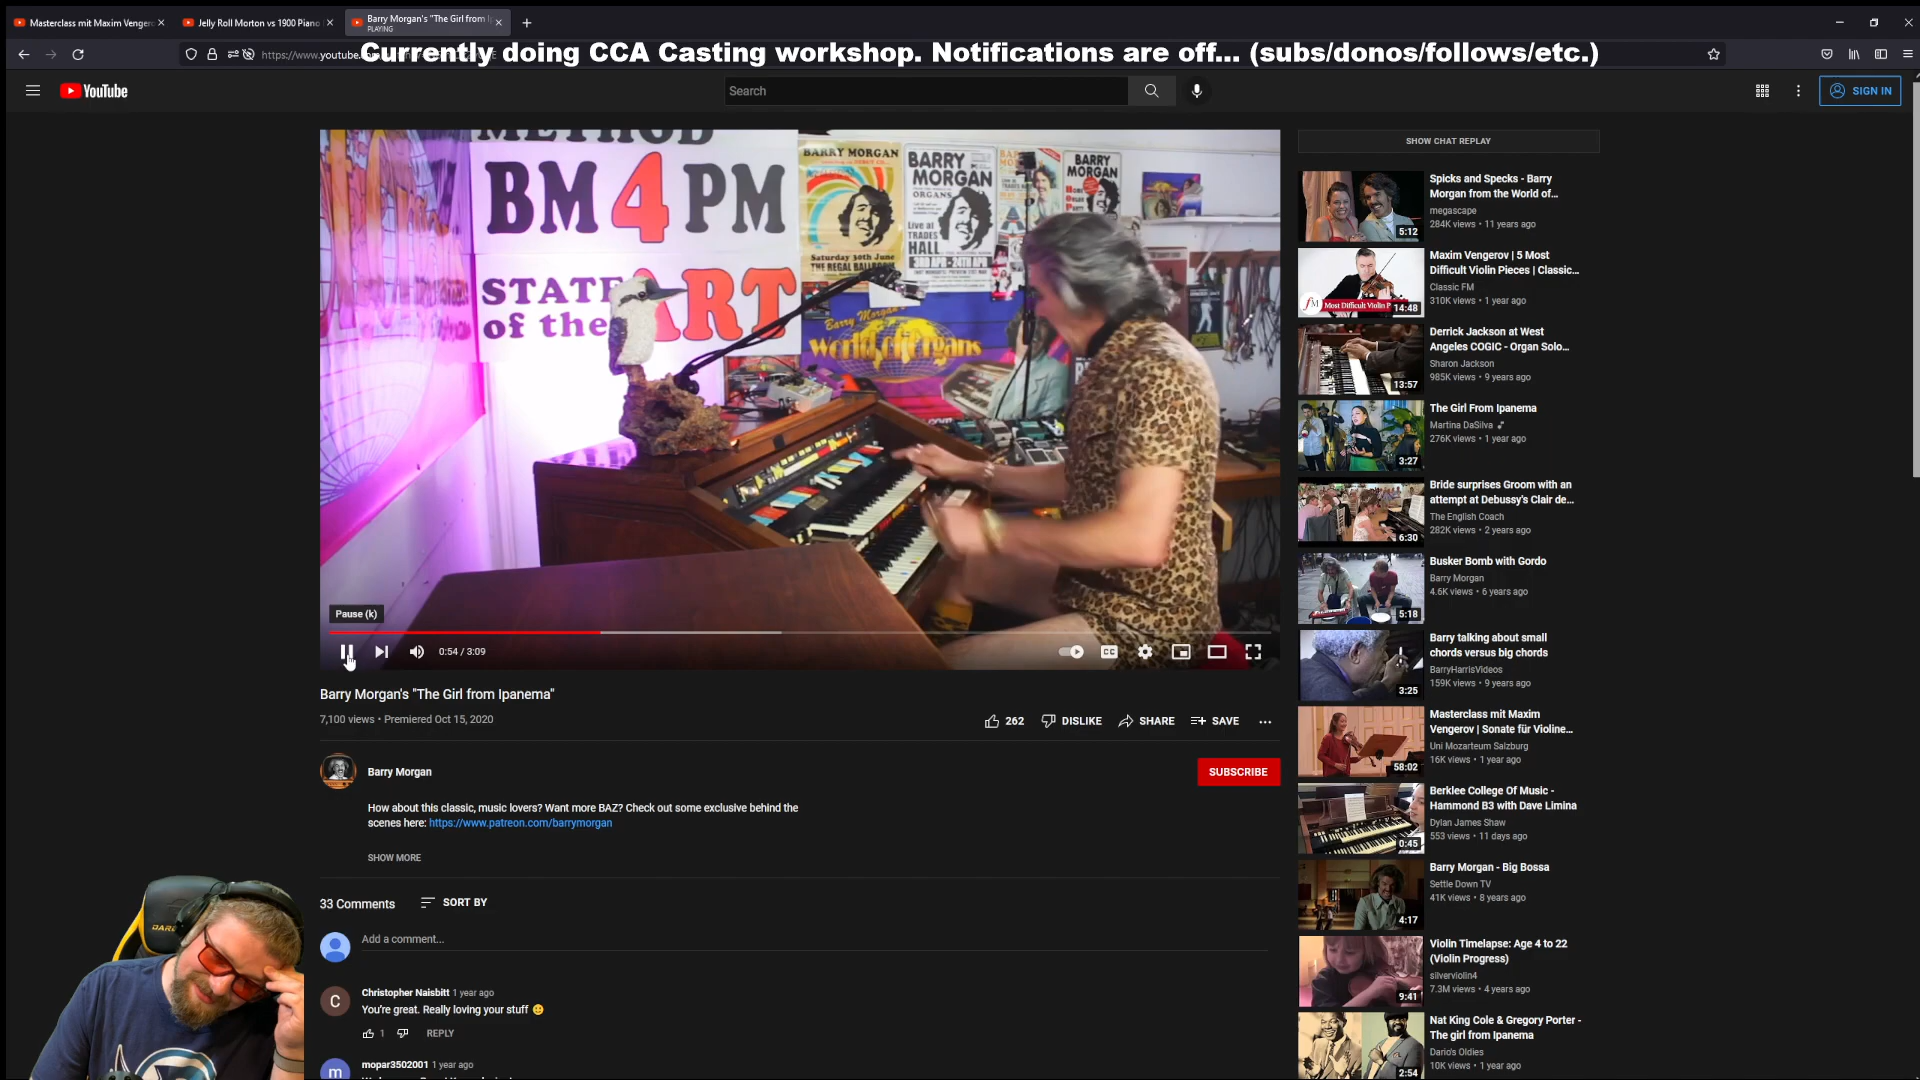 Masterclass mit Maxim Vengero
Jelly Roll Morton vs 1900 Piano
Barry Morgan's "The Girl from I
PLAYING
https://www.youtube.
Currently doing CCA Casting workshop. Notifications are off... (subs/donos/follows/etc.)
YouTube
Search
SIGN IN
METHOD
BM4PM
STATE of the ART
BARRY MORGAN
Saturday 30th June
THE REGAL BALLROOM
BARRY MORGAN
ORGANS
Live at
TRADES HALL
BARRY MORGAN
Barry Morgan's
World of Organs
Pause (k)
0:54 / 3:09
CC
Barry Morgan's "The Girl from Ipanema"
7,100 views • Premiered Oct 15, 2020
262
DISLIKE
SHARE
SAVE
Barry Morgan
SUBSCRIBE
How about this classic, music lovers? Want more BAZ? Check out some exclusive behind the
scenes here: https://www.patreon.com/barrymorgan
SHOW MORE
33 Comments
SORT BY
Add a comment...
C
Christopher Naisbitt 1 year ago
You're great. Really loving your stuff 😀
1
REPLY
m
mopar3502001 1 year ago
SHOW CHAT REPLAY
5:12
Spicks and Specks - Barry
Morgan from the World of...
megascape
284K views • 11 years ago
Most Difficult Violin P
14:48
Maxim Vengerov | 5 Most
Difficult Violin Pieces | Classic...
Classic FM
310K views • 1 year ago
13:57
Derrick Jackson at West
Angeles COGIC - Organ Solo...
Sharon Jackson
985K views • 9 years ago
3:27
The Girl From Ipanema
Martina DaSilva
276K views • 1 year ago
6:30
Bride surprises Groom with an
attempt at Debussy's Clair de...
The English Coach
282K views • 2 years ago
5:18
Busker Bomb with Gordo
Barry Morgan
4.6K views • 6 years ago
3:25
Barry talking about small
chords versus big chords
BarryHarrisVideos
159K views • 9 years ago
58:02
Masterclass mit Maxim
Vengerov | Sonate für Violine...
Uni Mozarteum Salzburg
16K views • 1 year ago
0:45
Berklee College Of Music -
Hammond B3 with Dave Limina
Dylan James Shaw
553 views • 11 days ago
4:17
Barry Morgan - Big Bossa
Settle Down TV
41K views • 8 years ago
9:41
Violin Timelapse: Age 4 to 22
(Violin Progress)
silverviolin4
7.3M views • 4 years ago
2:54
Nat King Cole & Gregory Porter -
The girl from Ipanema
Dario's Oldies
10K views • 1 year ago